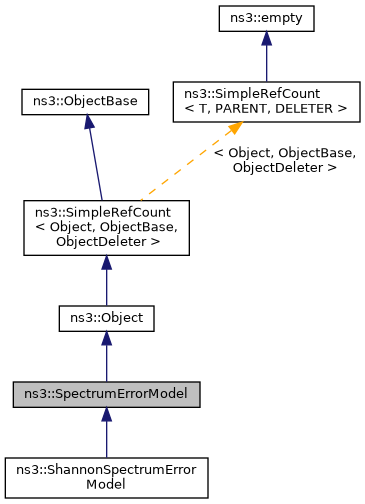 ns3::empty
ns3::SimpleRefCount
< T, PARENT, DELETER >
ns3::ObjectBase
< Object, ObjectBase,
ObjectDeleter >
ns3::SimpleRefCount
< Object, ObjectBase,
ObjectDeleter >
ns3::Object
ns3::SpectrumErrorModel
ns3::ShannonSpectrumError
Model